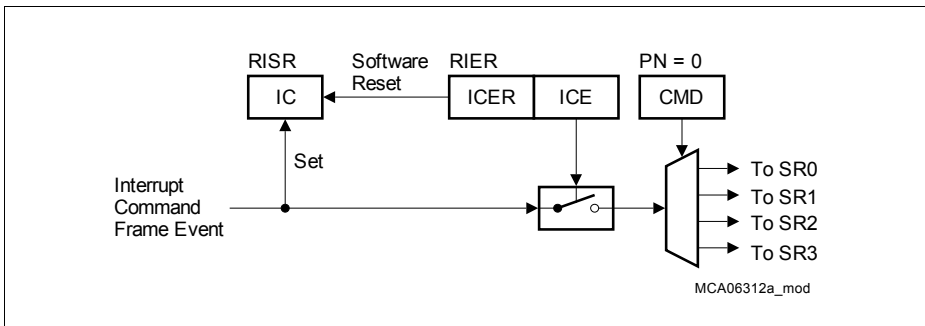 RISR
Software
Reset
RIER
PN = 0
IC
ICER
ICE
CMD
Set
Interrupt
Command
Frame Event
To SR0
To SR1
To SR2
To SR3
MCA06312a_mod